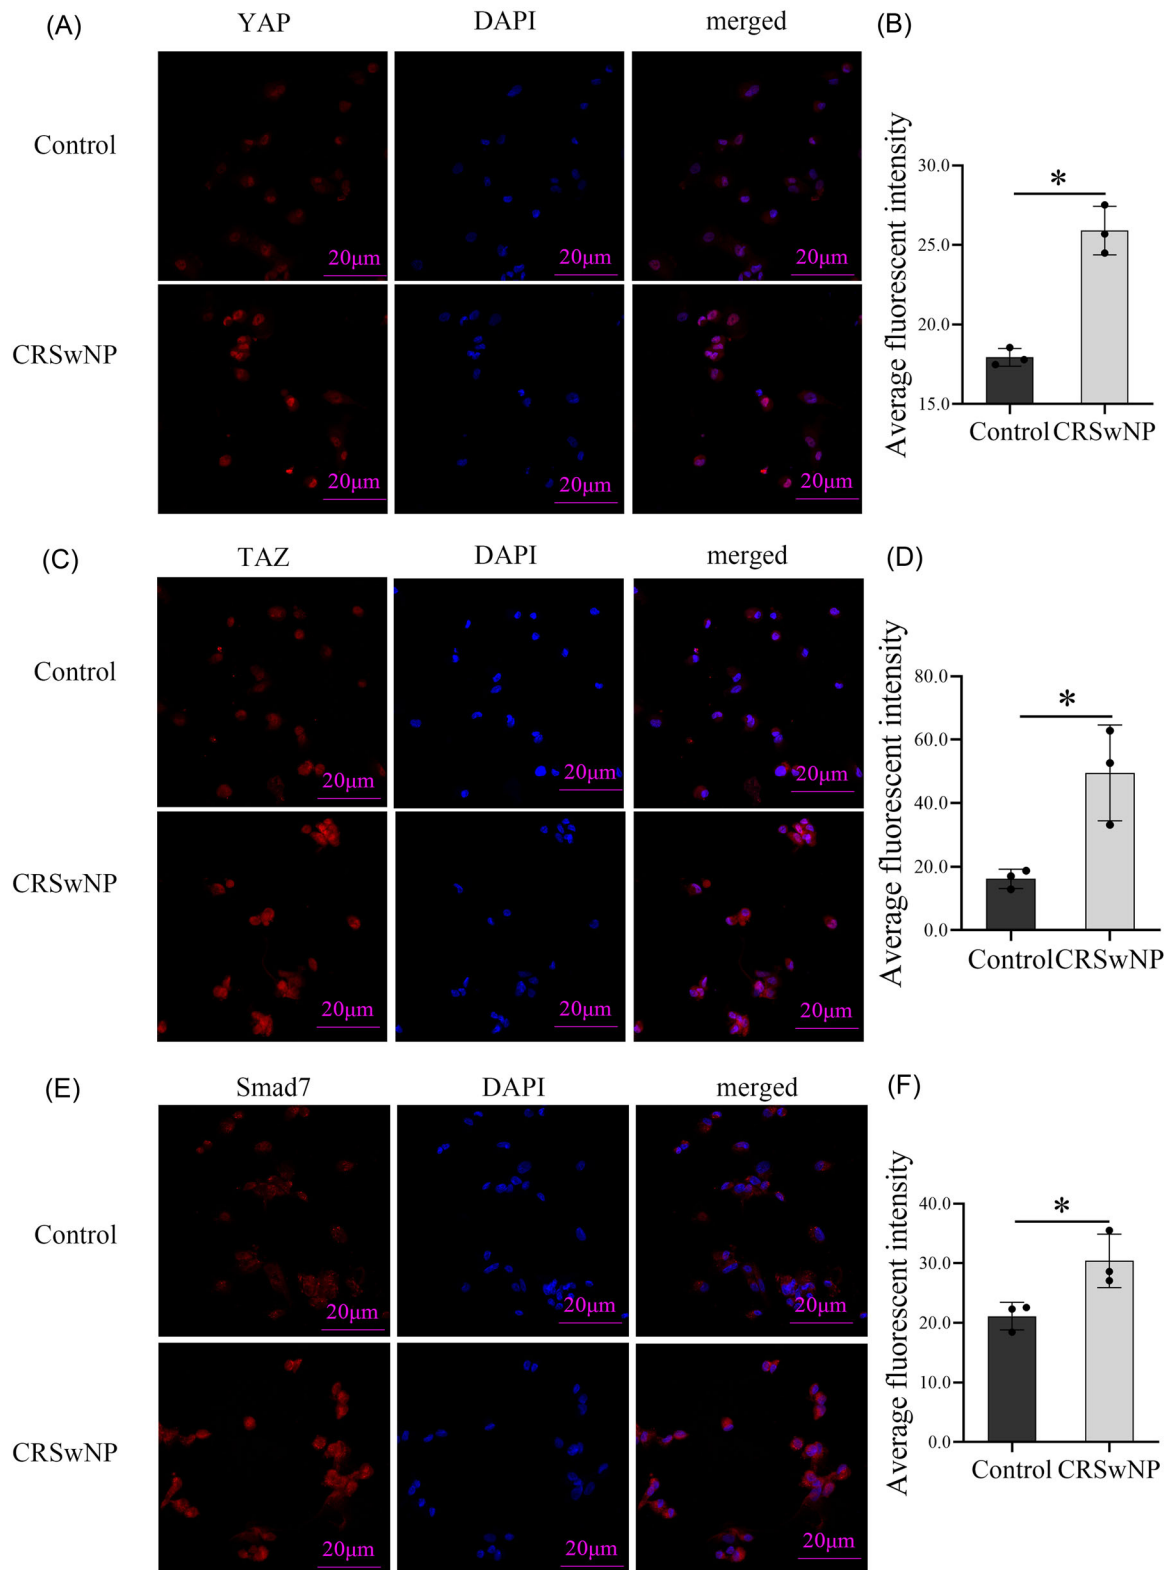 (A)
YAP
DAPI
merged
Control
20μm
20μm
20μm
CRSwNP
20μm
20μm
20μm
(B)
Average fluorescent intensity
30.0
25.0
20.0
15.0
*
Control
CRSwNP
(C)
TAZ
DAPI
merged
Control
20μm
20μm
20μm
CRSwNP
20μm
20μm
20μm
(D)
Average fluorescent intensity
80.0
60.0
40.0
20.0
0.0
*
Control
CRSwNP
(E)
Smad7
DAPI
merged
Control
20μm
20μm
20μm
CRSwNP
20μm
20μm
20μm
(F)
Average fluorescent intensity
40.0
30.0
20.0
10.0
0.0
*
Control
CRSwNP